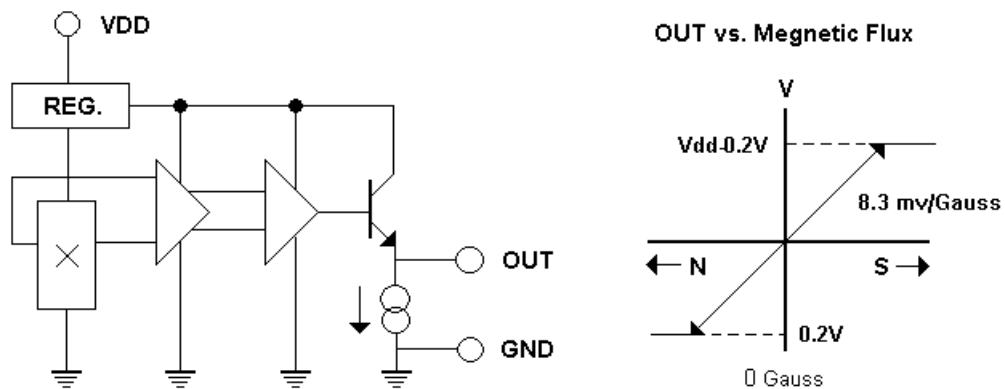 VDD
REG.
OUT
GND
OUT vs. Megnetic Flux
V
Vdd-0.2V
8.3 mv/Gauss
N
S
0.2V
0 Gauss